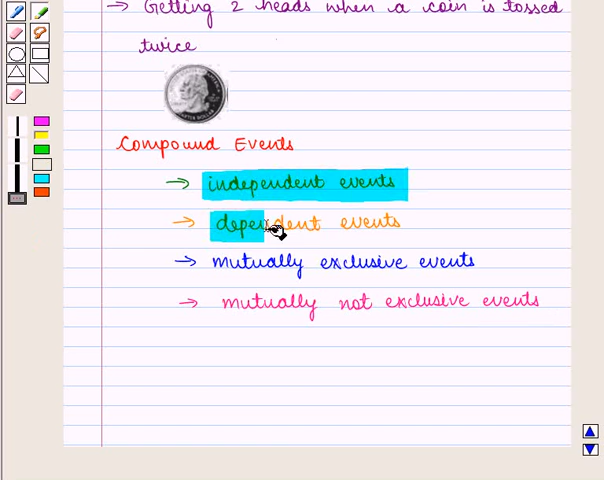 → Getting 2 heads when a coin is tossed
twice
Compound Events
→ independent events
→ dependent events
→ mutually exclusive events
→ mutually not exclusive events